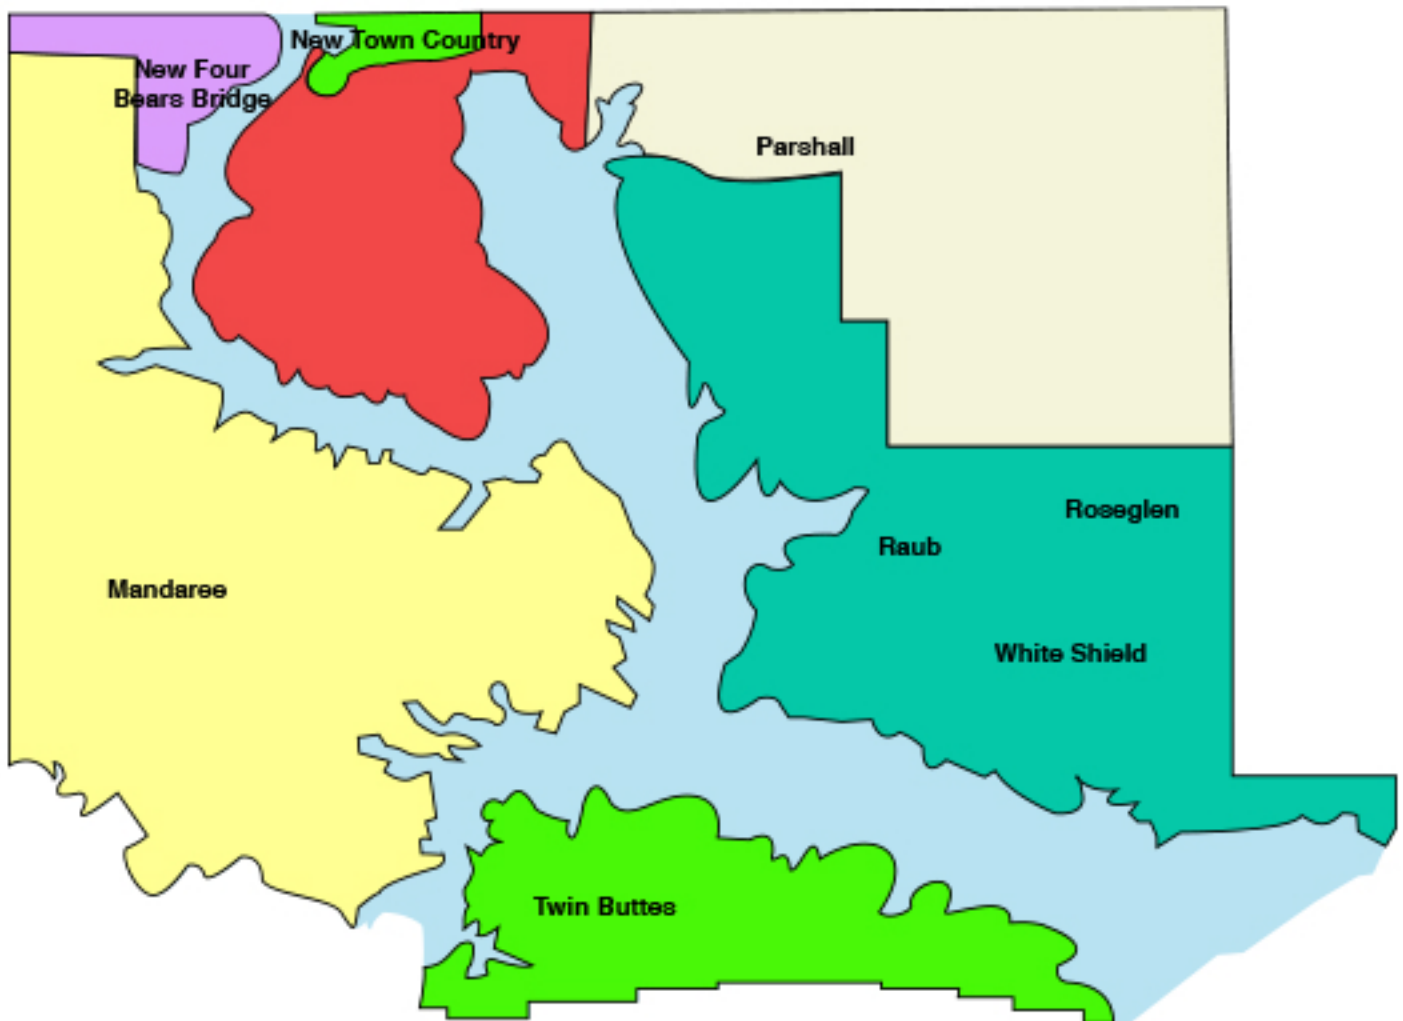 New Town Country
New Four
Bears Bridge
Parshall
Roseglen
Raub
Mandaree
White Shield
Twin Buttes